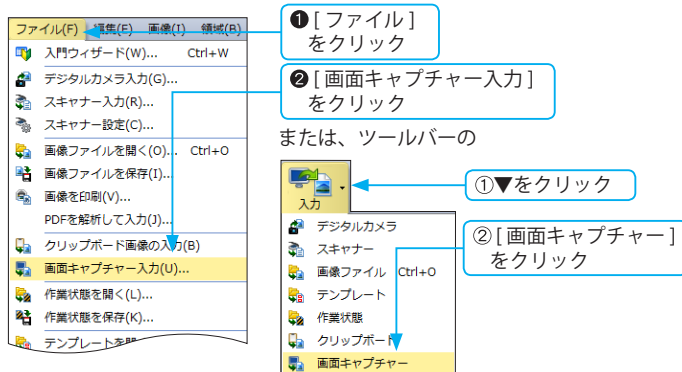 ファイル(F) 編集(E) 画像(I) 領域(B)
入門ウィザード(W)... Ctrl+W
デジタルカメラ入力(G)...
スキャナー入力(R)...
スキャナー設定(C)...
画像ファイルを開く(O)... Ctrl+O
画像ファイルを保存(I)...
画像を印刷(V)...
PDFを解析して入力(J)...
クリップボード画像の入力(B)
画面キャプチャー入力(U)...
作業状態を開く(L)...
作業状態を保存(K)...
テンプレートを開
❶[ファイル]
をクリック
❷[画面キャプチャー入力]
をクリック
または、ツールバーの
入力
デジタルカメラ
スキャナー
画像ファイル Ctrl+O
テンプレート
作業状態
クリップボード
画面キャプチャー
①▼をクリック
②[画面キャプチャー]
をクリック